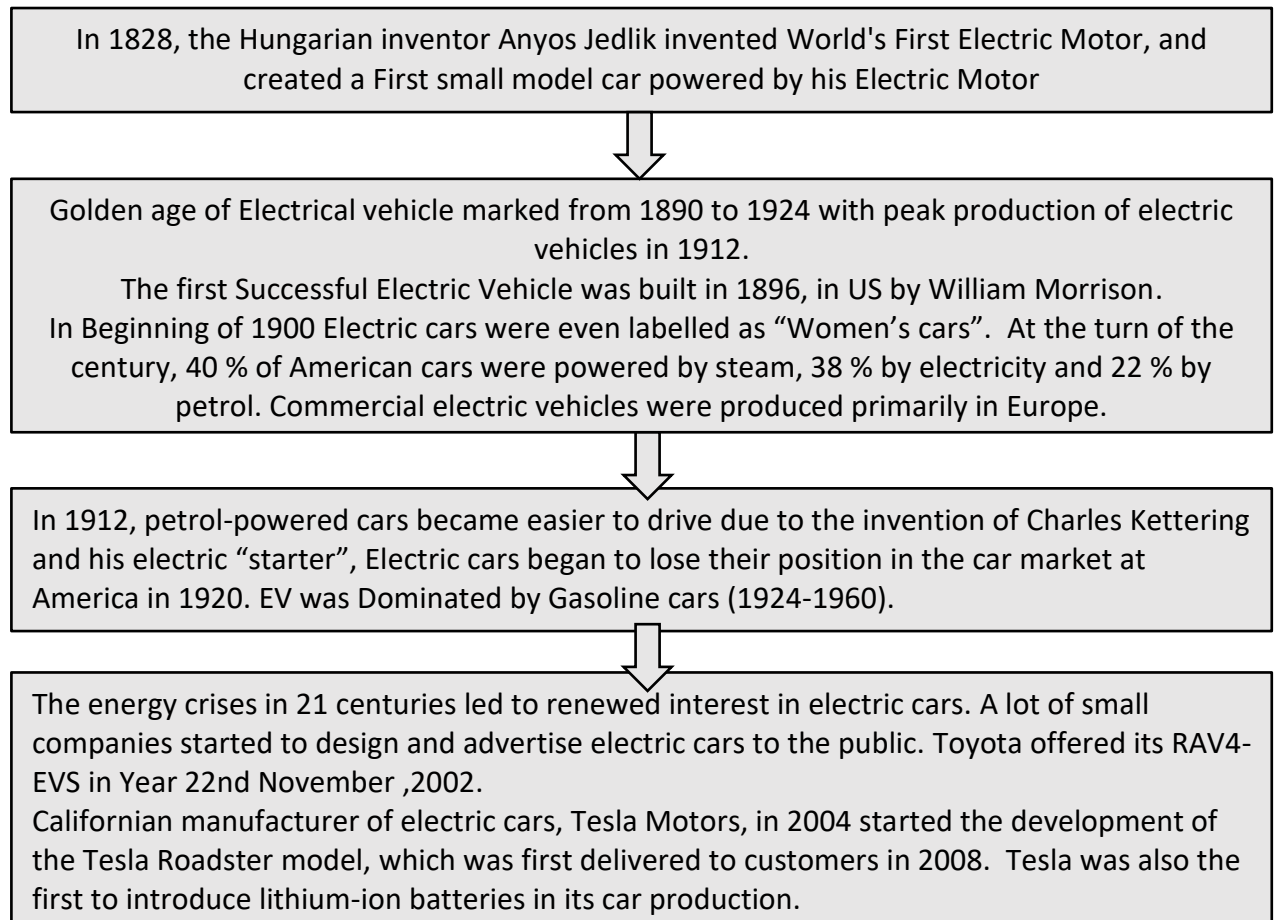 In 1828, the Hungarian inventor Anyos Jedlik invented World's First Electric Motor, and
created a First small model car powered by his Electric Motor
Golden age of Electrical vehicle marked from 1890 to 1924 with peak production of electric
vehicles in 1912.
The first Successful Electric Vehicle was built in 1896, in US by William Morrison.
In Beginning of 1900 Electric cars were even labelled as “Women’s cars”.  At the turn of the
century, 40 % of American cars were powered by steam, 38 % by electricity and 22 % by
petrol. Commercial electric vehicles were produced primarily in Europe.
In 1912, petrol-powered cars became easier to drive due to the invention of Charles Kettering
and his electric “starter”, Electric cars began to lose their position in the car market at
America in 1920. EV was Dominated by Gasoline cars (1924-1960).
The energy crises in 21 centuries led to renewed interest in electric cars. A lot of small
companies started to design and advertise electric cars to the public. Toyota offered its RAV4-
EVS in Year 22nd November ,2002.
Californian manufacturer of electric cars, Tesla Motors, in 2004 started the development of
the Tesla Roadster model, which was first delivered to customers in 2008.  Tesla was also the
first to introduce lithium-ion batteries in its car production.